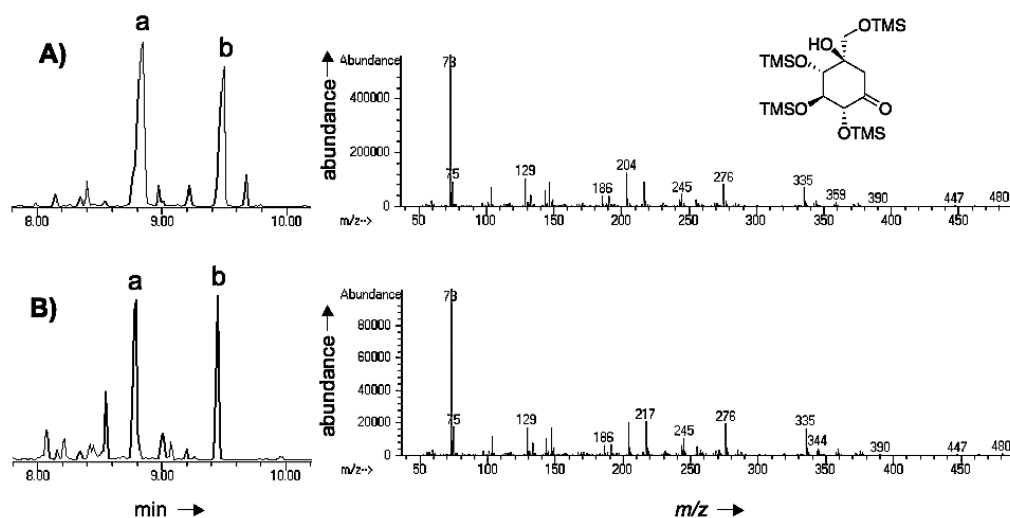 A)
a
b
8.00 9.00 10.00
abundance
Abundance
400000
200000
0
m/z-->
73
75
129
186
204
245
276
335
359
390
447
480
50 100 150 200 250 300 350 400 450
OTMS
HO
TMSO
TMSO
O
OTMS
B)
a
b
8.00 9.00 10.00
min
abundance
Abundance
80000
60000
40000
20000
0
m/z-->
73
75
129
186
217
245
276
335
344
390
447
480
50 100 150 200 250 300 350 400 450
m/z